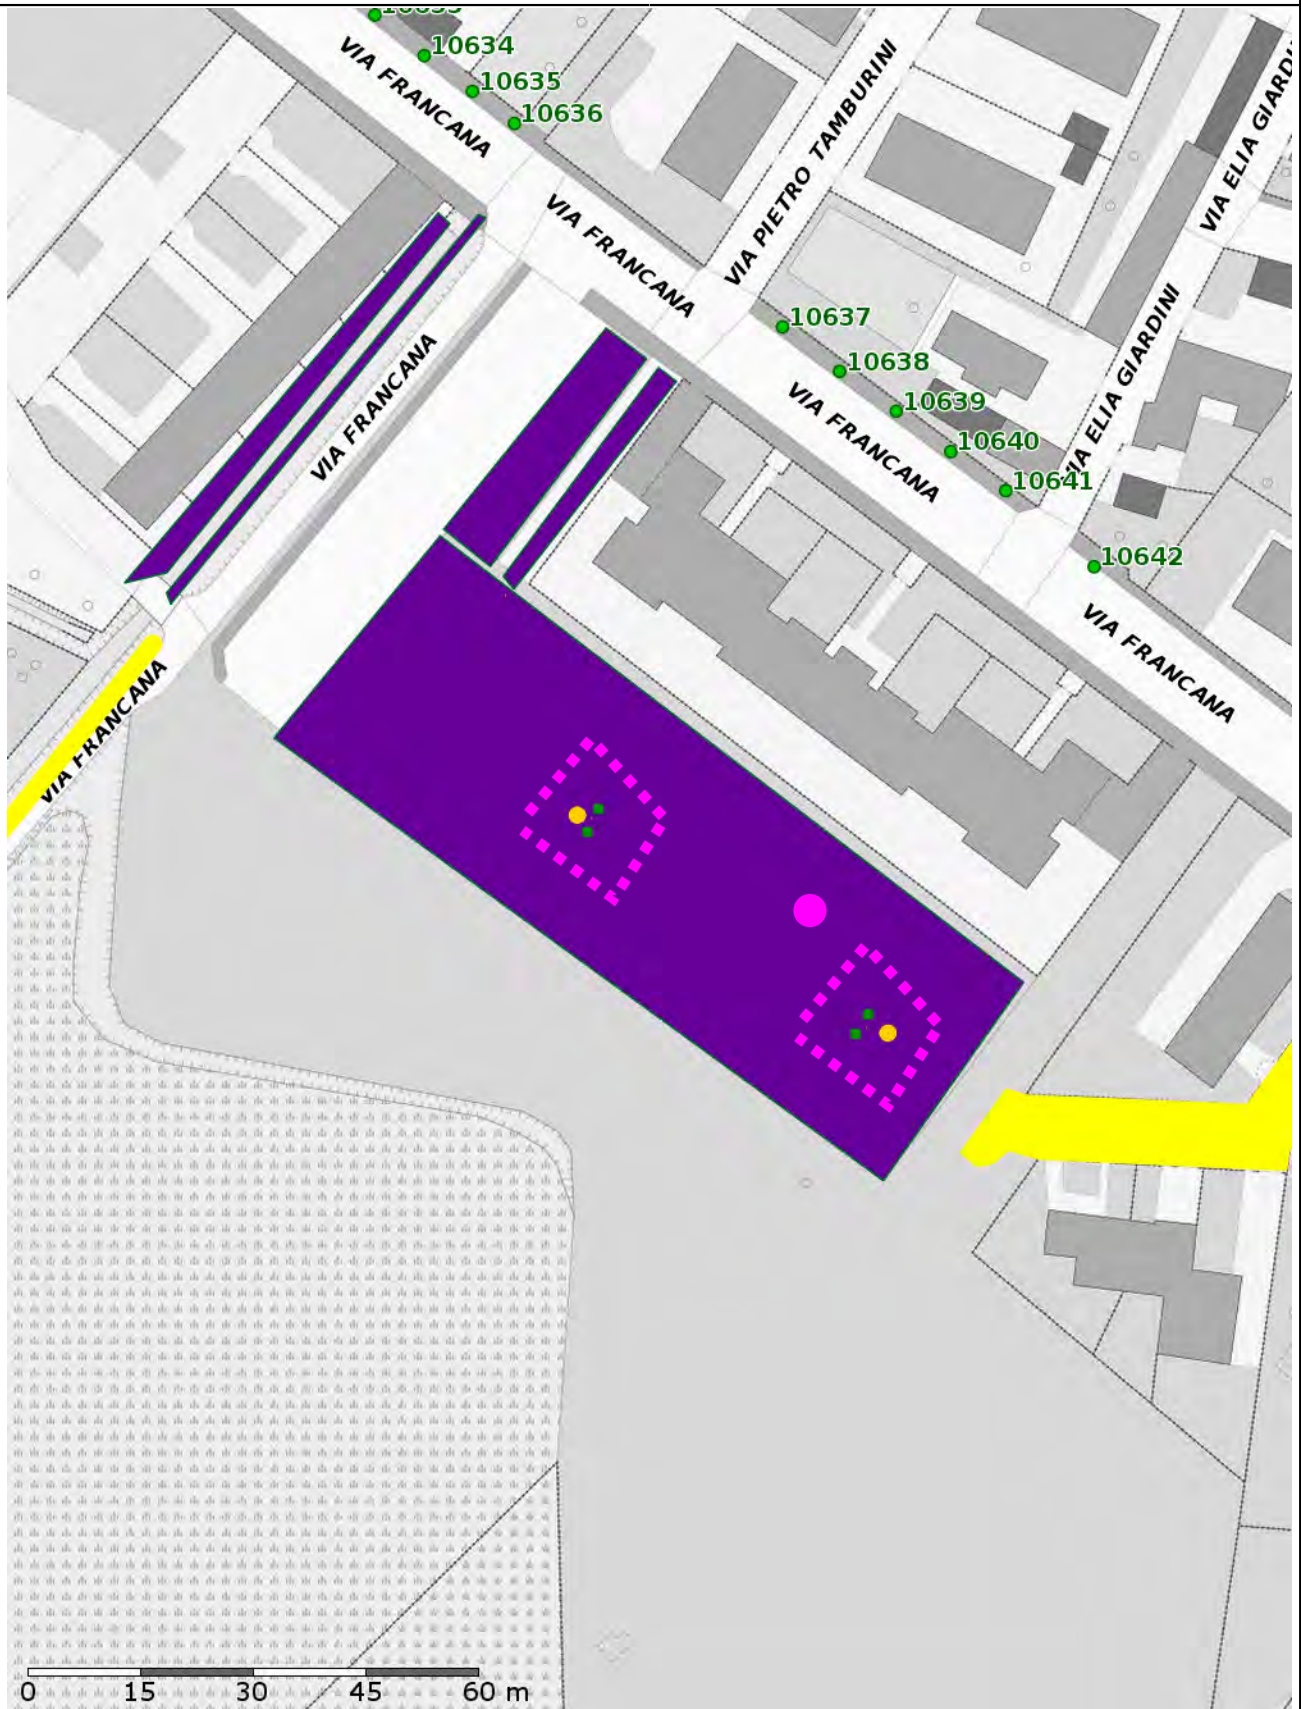 10634
10635
10636
VIA FRANCANA
VIA PIETRO TAMBURINI
VIA ELIA GIARDINI
VIA FRANCANA
10637
VIA FRANCANA
10638
10639
VIA FRANCANA
10640
VIA ELIA GIARDINI
10641
10642
VIA FRANCANA
VIA FRANCANA
0 15 30 45 60 m